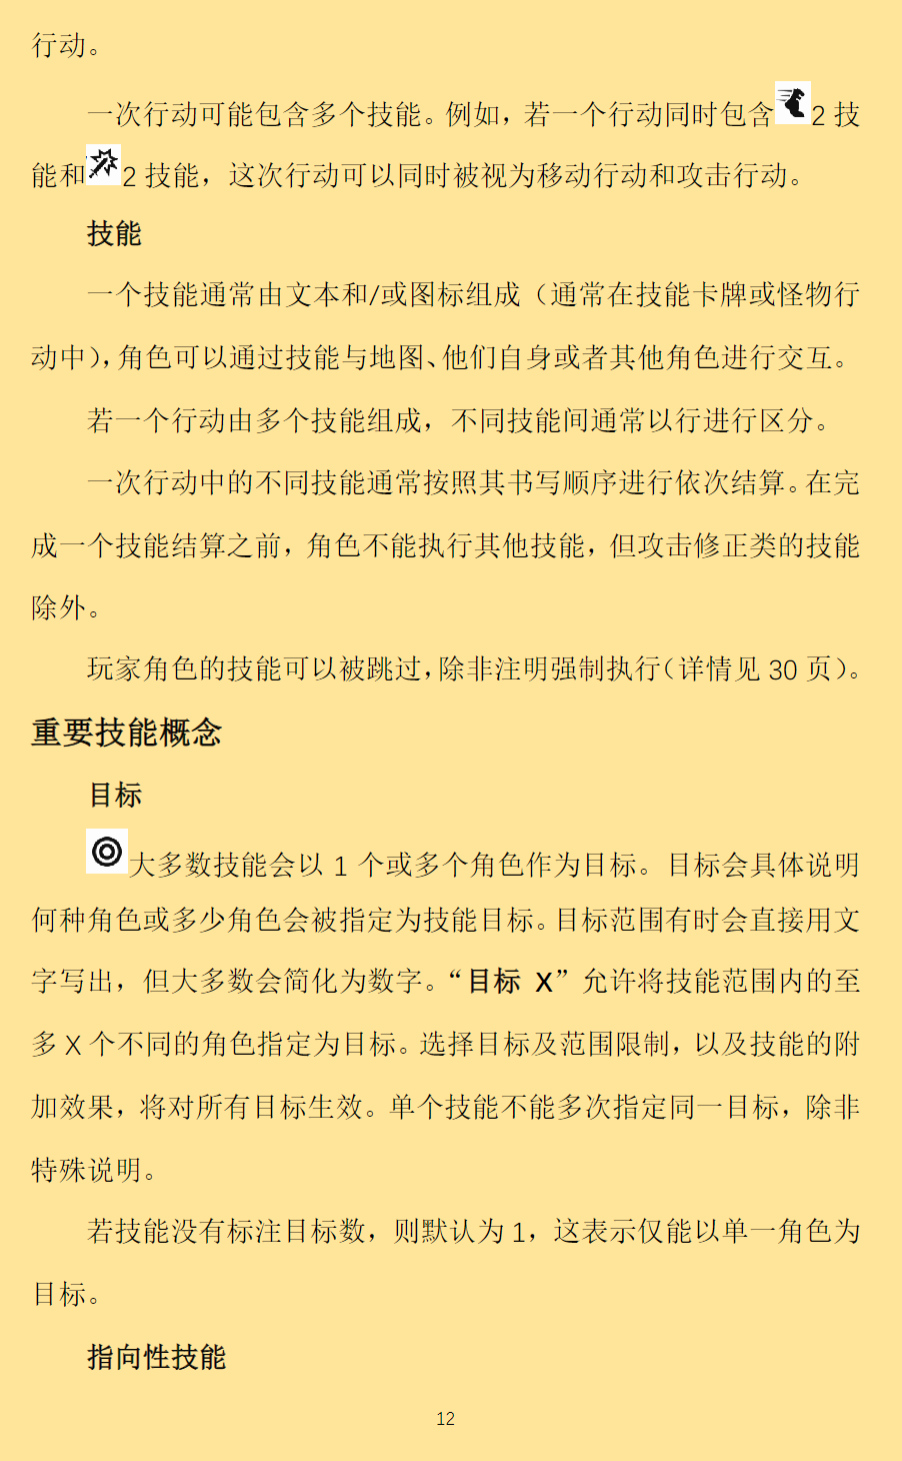 行动。
一次行动可能包含多个技能。例如，若一个行动同时包含2 技
能和2 技能，这次行动可以同时被视为移动行动和攻击行动。
技能
一个技能通常由文本和/或图标组成（通常在技能卡牌或怪物行
动中），角色可以通过技能与地图、他们自身或者其他角色进行交互。
若一个行动由多个技能组成，不同技能间通常以行进行区分。
一次行动中的不同技能通常按照其书写顺序进行依次结算。在完
成一个技能结算之前，角色不能执行其他技能，但攻击修正类的技能
除外。
玩家角色的技能可以被跳过，除非注明强制执行（详情见 30 页）。
重要技能概念
目标
大多数技能会以 1 个或多个角色作为目标。目标会具体说明
何种角色或多少角色会被指定为技能目标。目标范围有时会直接用文
字写出，但大多数会简化为数字。“目标 X”允许将技能范围内的至
多 X 个不同的角色指定为目标。选择目标及范围限制，以及技能的附
加效果，将对所有目标生效。单个技能不能多次指定同一目标，除非
特殊说明。
若技能没有标注目标数，则默认为 1，这表示仅能以单一角色为
目标。
指向性技能
12